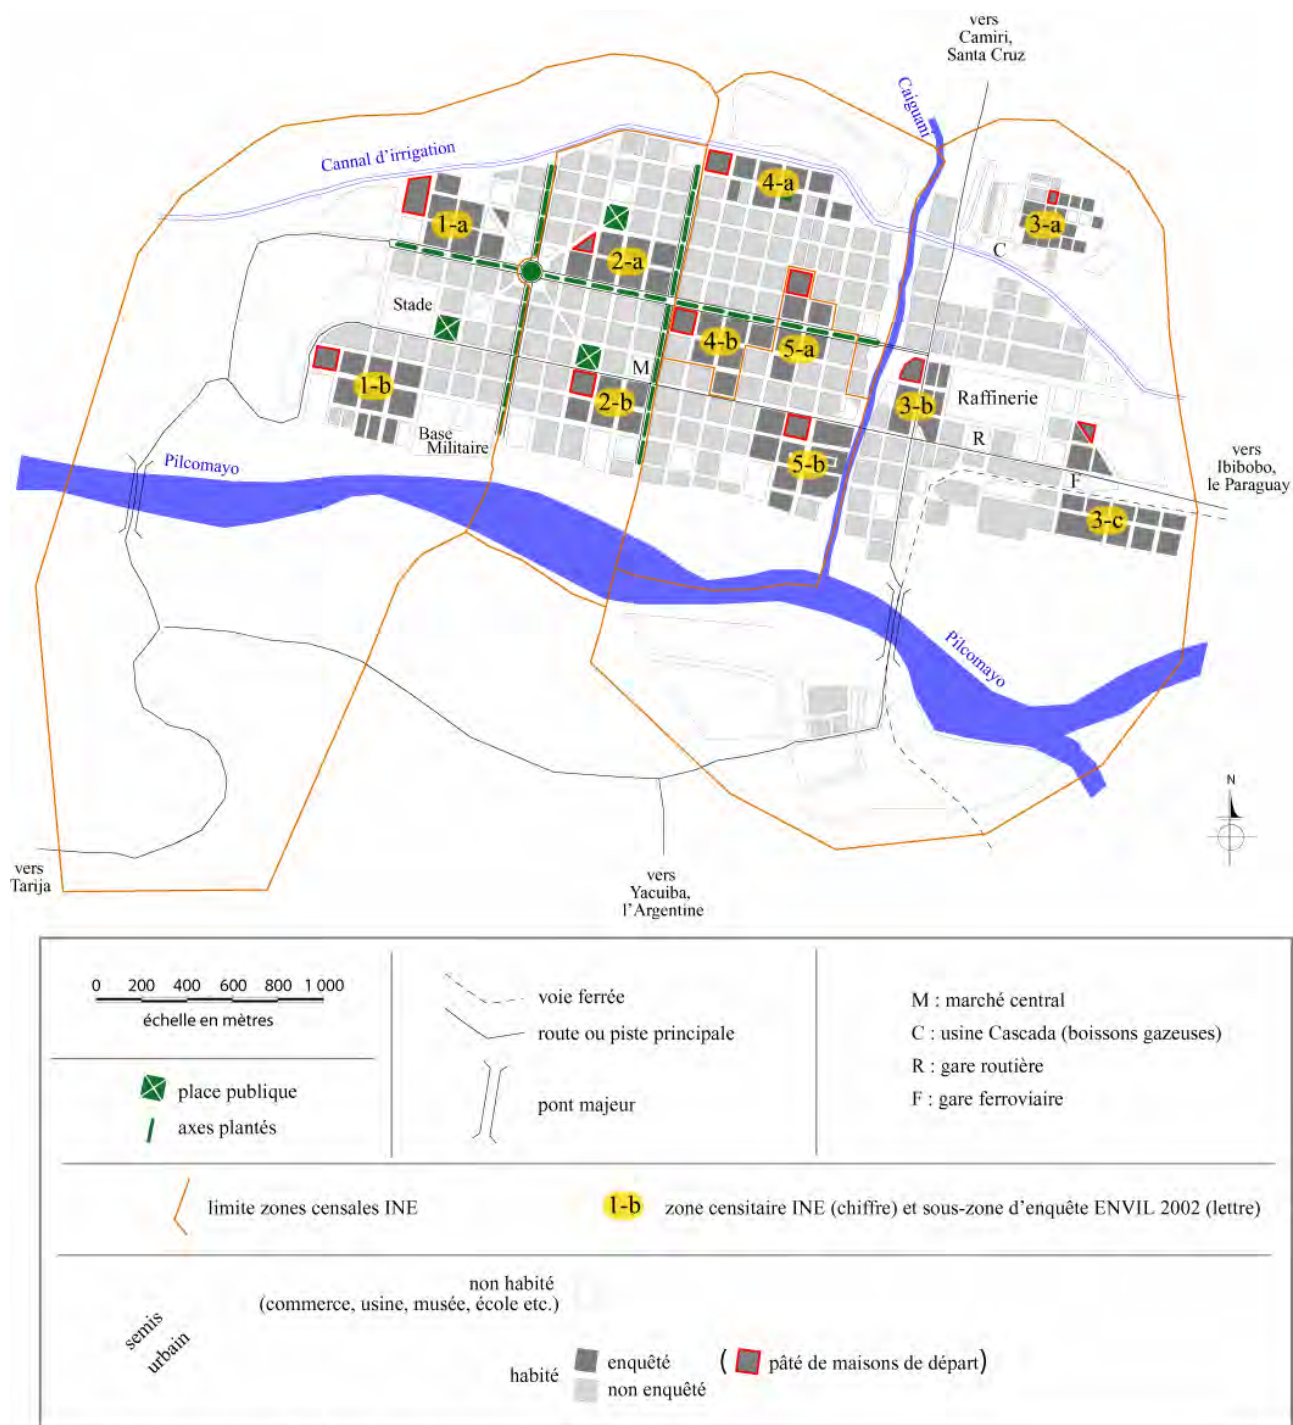 vers
Camiri,
Santa Cruz
Caiguani
Cannal d'irrigation
4-a
1-a
3-a
2-a
C
Stade
4-b
5-a
M
1-b
2-b
3-b
Raffinerie
Base
Militaire
R
Pilcomayo
5-b
F
vers
Ibibobo,
le Paraguay
3-c
Pilcomayo
N
vers
Tarija
vers
Yacuiba,
l'Argentine
0 200 400 600 800 1 000
échelle en mètres
place publique
axes plantés
voie ferrée
route ou piste principale
pont majeur
M : marché central
C : usine Cascada (boissons gazeuses)
R : gare routière
F : gare ferroviaire
limite zones censales INE
1-b zone censitaire INE (chiffre) et sous-zone d'enquête ENVIL 2002 (lettre)
semis
urbain
non habité
(commerce, usine, musée, école etc.)
habité
enquêté
( pâté de maisons de départ)
non enquêté